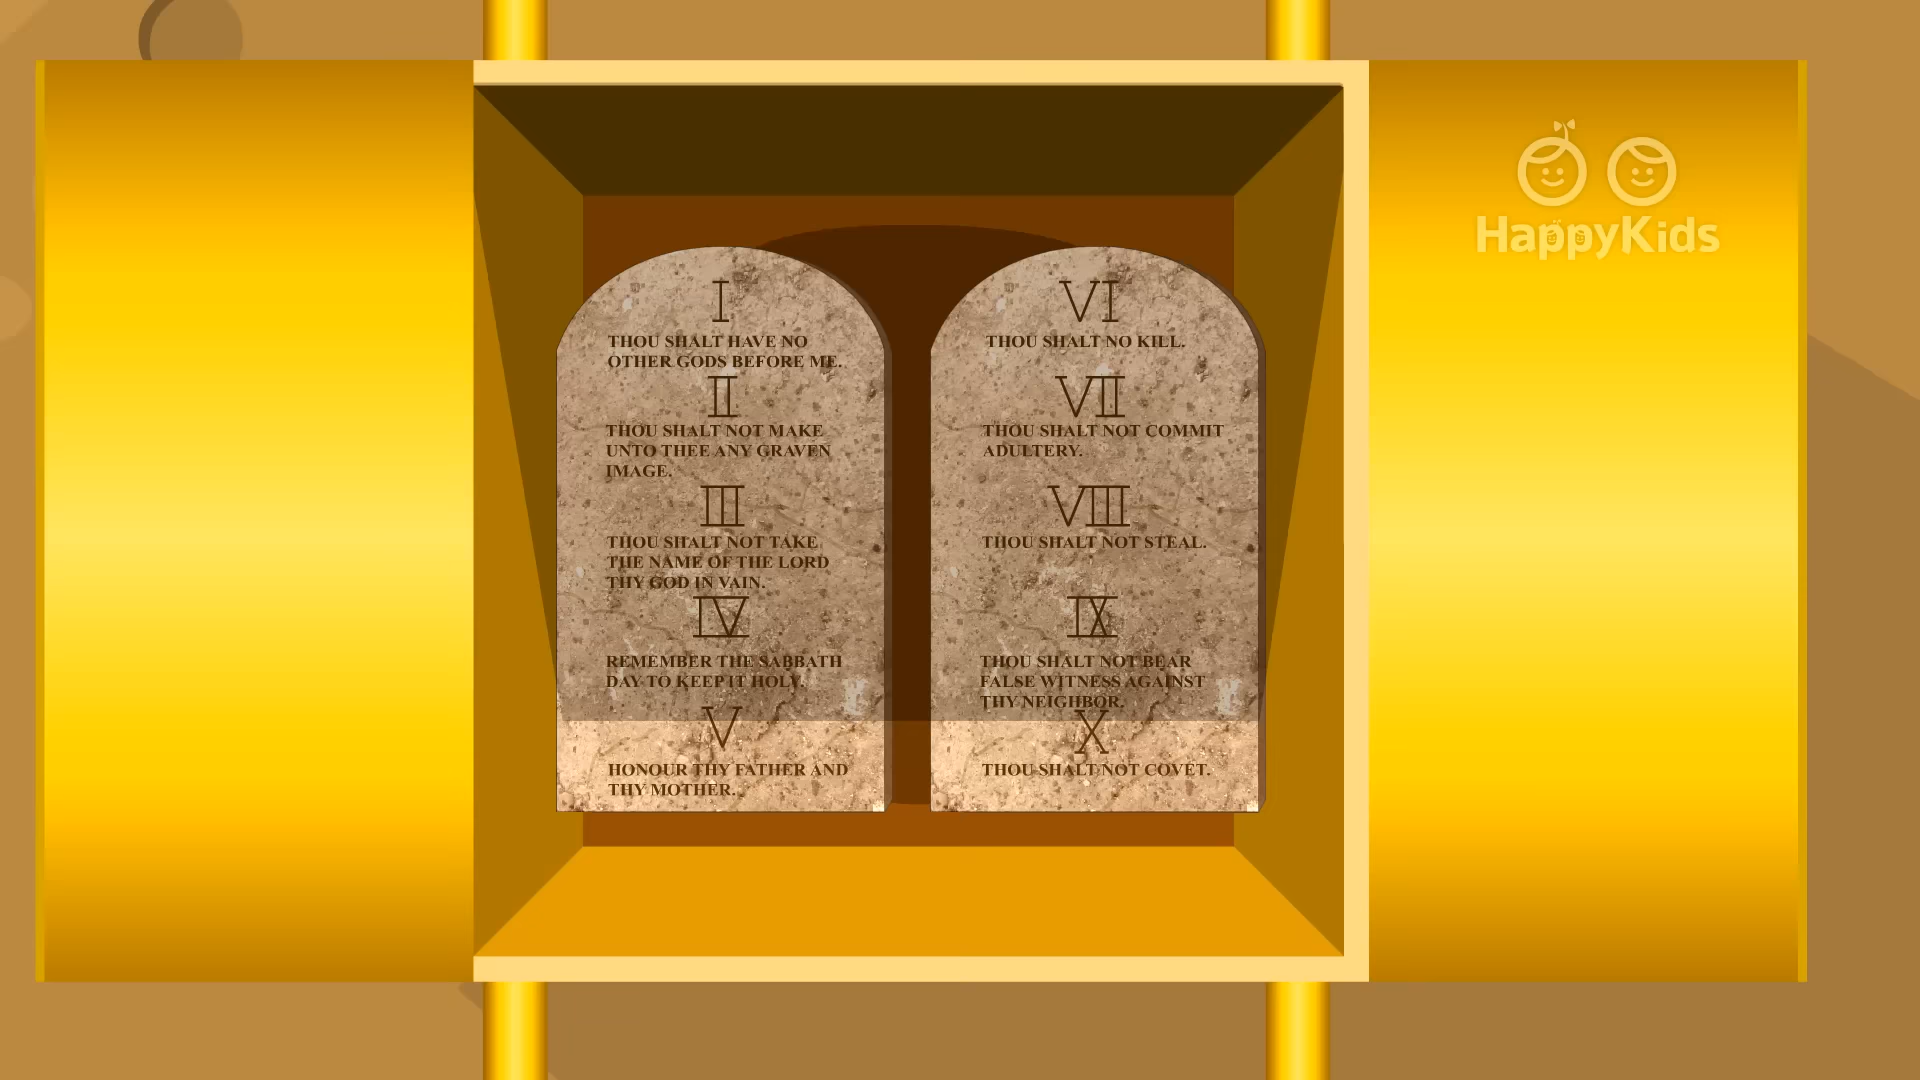 I
THOU SHALT HAVE NO
OTHER GODS BEFORE ME.
II
THOU SHALT NOT MAKE
UNTO THEE ANY GRAVEN
IMAGE.
III
THOU SHALT NOT TAKE
THE NAME OF THE LORD
THY GOD IN VAIN.
IV
REMEMBER THE SABBATH
DAY TO KEEP IT HOLY.
V
HONOUR THY FATHER AND
THY MOTHER.
VI
THOU SHALT NO KILL.
VII
THOU SHALT NOT COMMIT
ADULTERY.
VIII
THOU SHALT NOT STEAL.
IX
THOU SHALT NOT BEAR
FALSE WITNESS AGAINST
THY NEIGHBOR.
X
THOU SHALT NOT COVET.
HappyKids